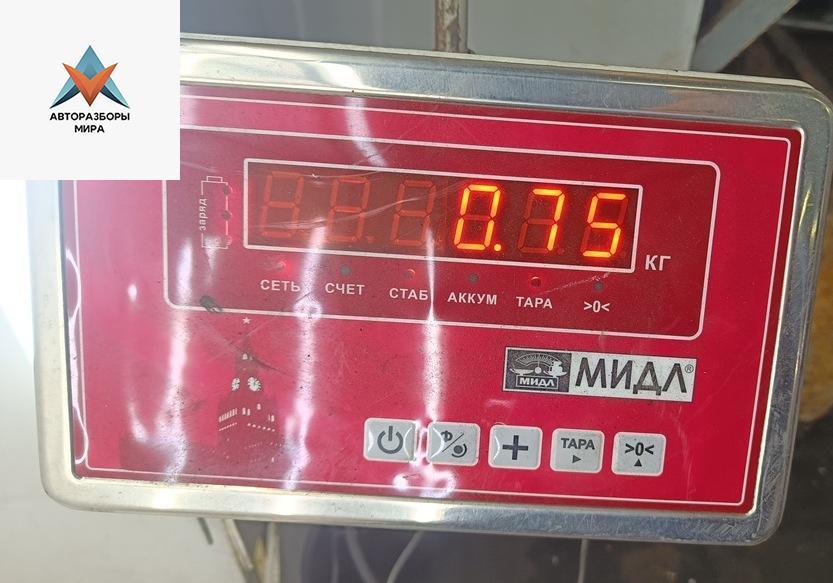 АВТОРАЗБОРЫ
МИРА
заряд
0.75
КГ
СЕТЬ СЧЕТ СТАБ АККУМ ТАРА >0<
МИДЛ МИДЛ®
+ ТАРА >0<